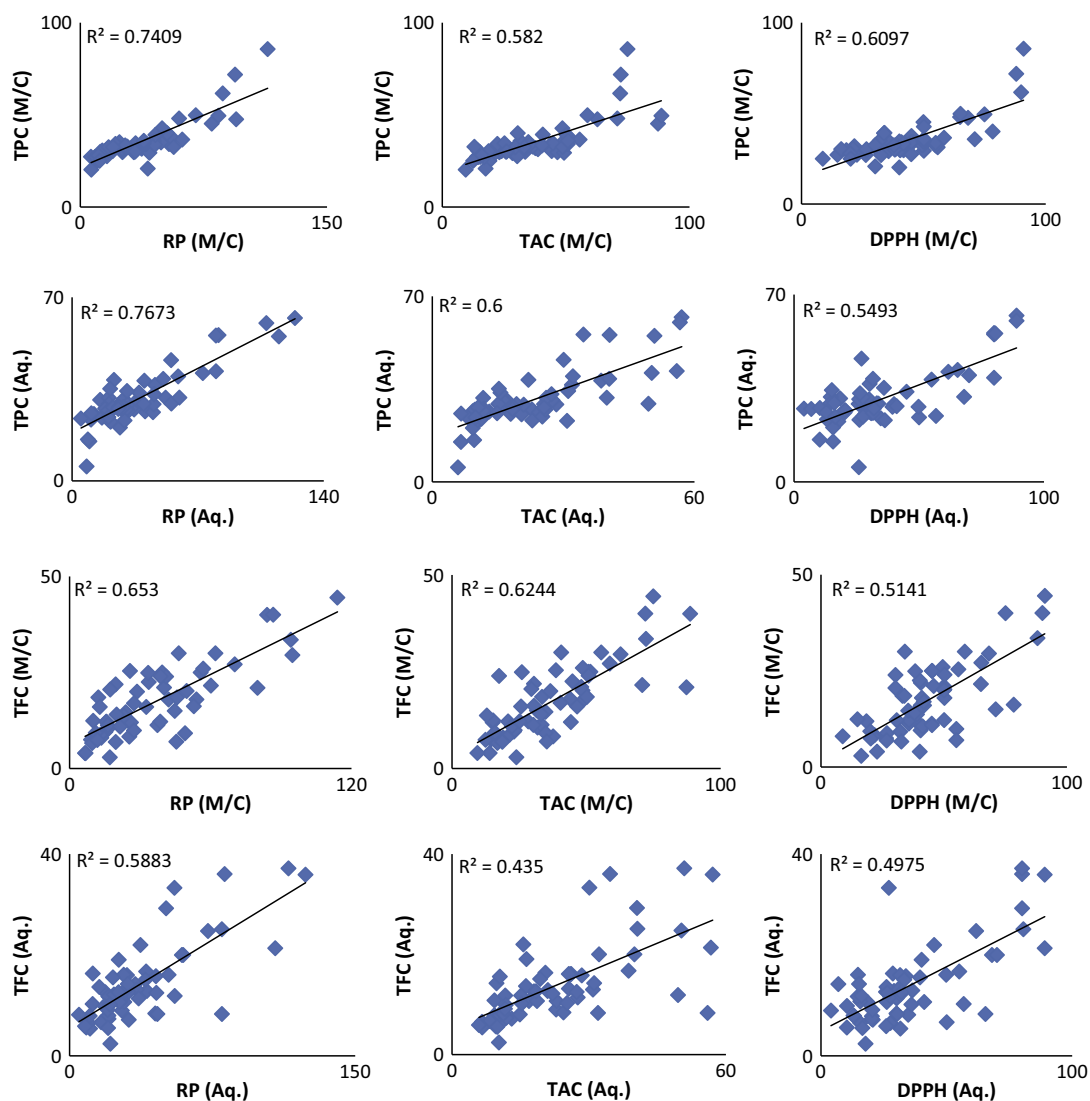 100
R² = 0.7409
TPC (M/C)
0
0
150
RP (M/C)
100
R² = 0.582
TPC (M/C)
0
0
100
TAC (M/C)
100
R² = 0.6097
TPC (M/C)
0
0
100
DPPH (M/C)
70
R² = 0.7673
TPC (Aq.)
0
0
140
RP (Aq.)
70
R² = 0.6
TPC (Aq.)
0
0
60
TAC (Aq.)
70
R² = 0.5493
TPC (Aq.)
0
0
100
DPPH (Aq.)
50
R² = 0.653
TFC (M/C)
0
0
120
RP (M/C)
50
R² = 0.6244
TFC (M/C)
0
0
100
TAC (M/C)
50
R² = 0.5141
TFC (M/C)
0
0
100
DPPH (M/C)
40
R² = 0.5883
TFC (Aq.)
0
0
150
RP (Aq.)
40
R² = 0.435
TFC (Aq.)
0
0
60
TAC (Aq.)
40
R² = 0.4975
TFC (Aq.)
0
0
100
DPPH (Aq.)